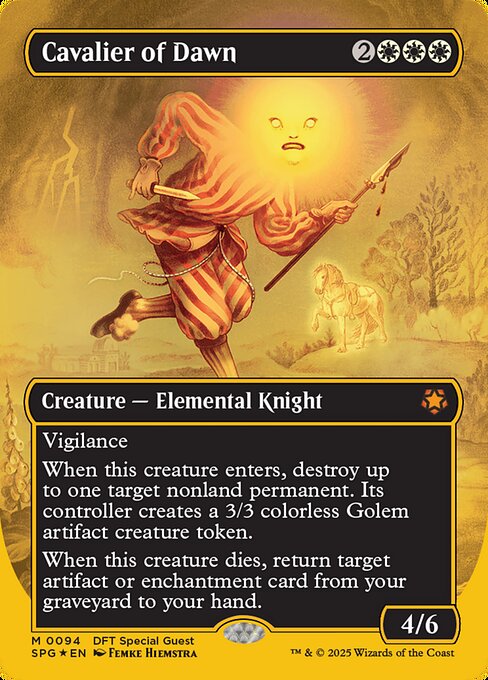 Cavalier of Dawn 2
Creature — Elemental Knight
Vigilance
When this creature enters, destroy up
to one target nonland permanent. Its
controller creates a 3/3 colorless Golem
artifact creature token.
When this creature dies, return target
artifact or enchantment card from your
graveyard to your hand.
4/6
M 0094 DFT Special Guest
SPG ★ EN Femke Hiemstra
™ & © 2025 Wizards of the Coast